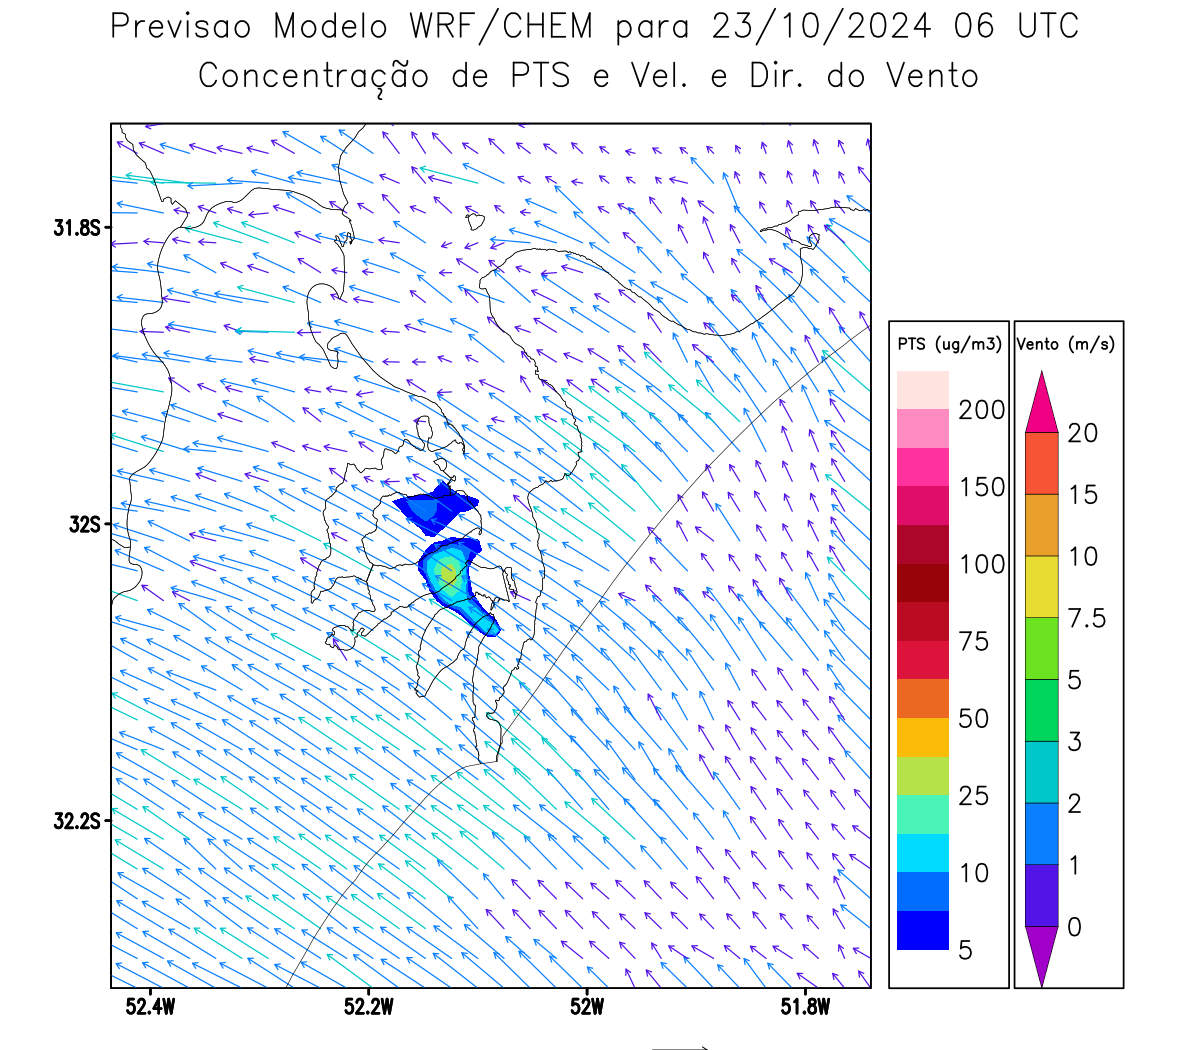 Previsao Modelo WRF/CHEM para 23/10/2024 06 UTC
Concentração de PTS e Vel. e Dir. do Vento
31.8S
32S
32.2S
52.4W
52.2W
52W
51.8W
PTS (ug/m3)
200
150
100
75
50
25
10
5
Vento (m/s)
20
15
10
7.5
5
3
2
1
0